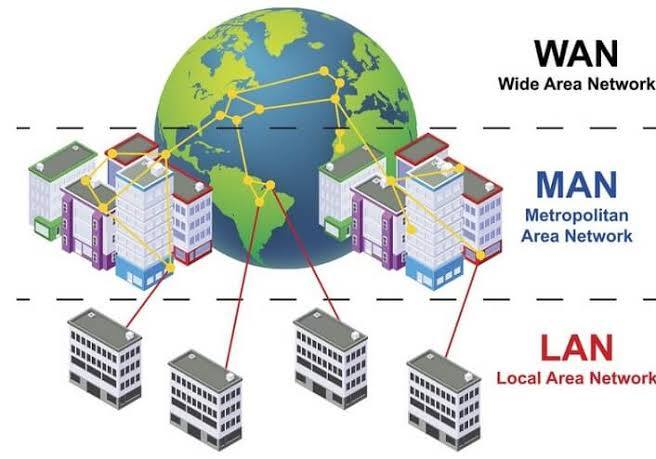 WAN
Wide Area Network
MAN
Metropolitan
Area Network
LAN
Local Area Network